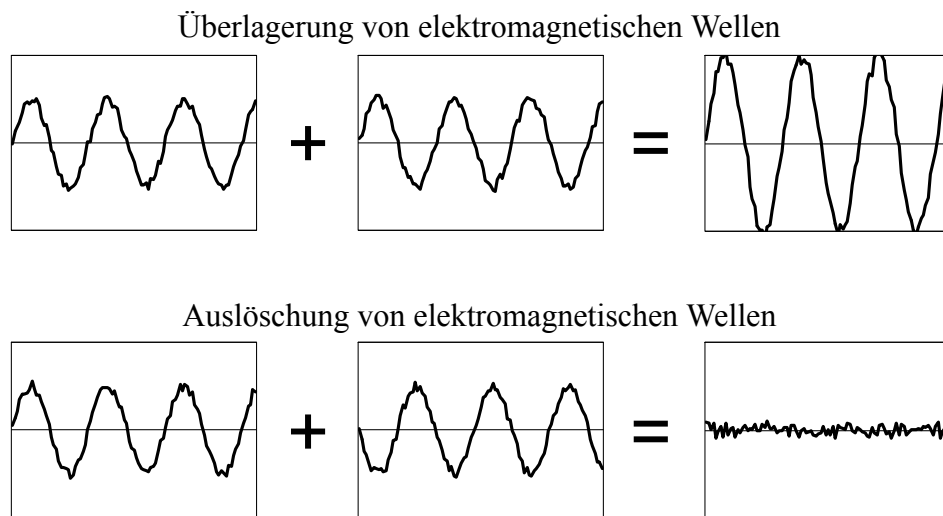 Überlagerung von elektromagnetischen Wellen
+ =
Auslöschung von elektromagnetischen Wellen
+ =